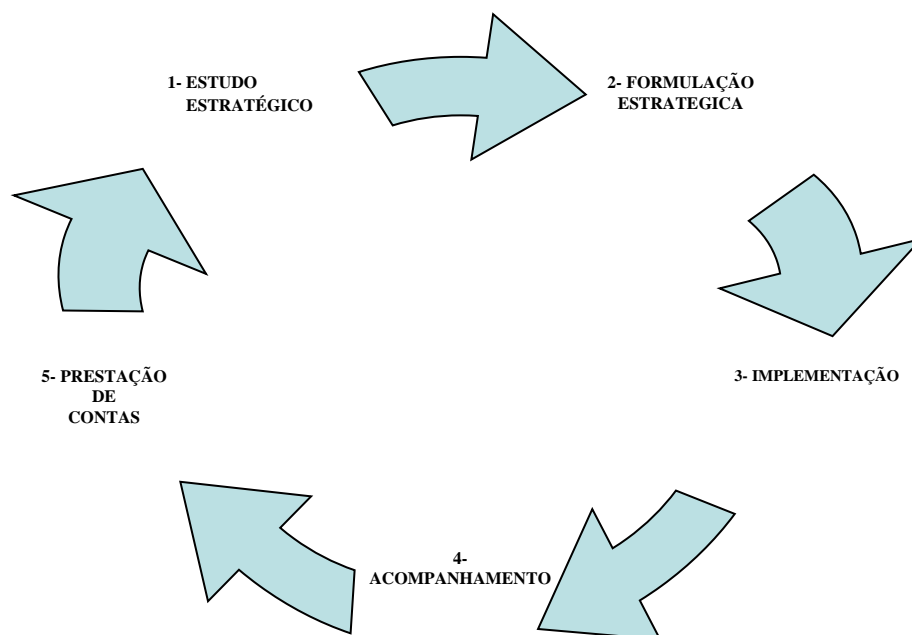 1- ESTUDO
ESTRATÉGICO
2- FORMULAÇÃO
ESTRATEGICA
3- IMPLEMENTAÇÃO
4-
ACOMPANHAMENTO
5- PRESTAÇÃO
DE
CONTAS